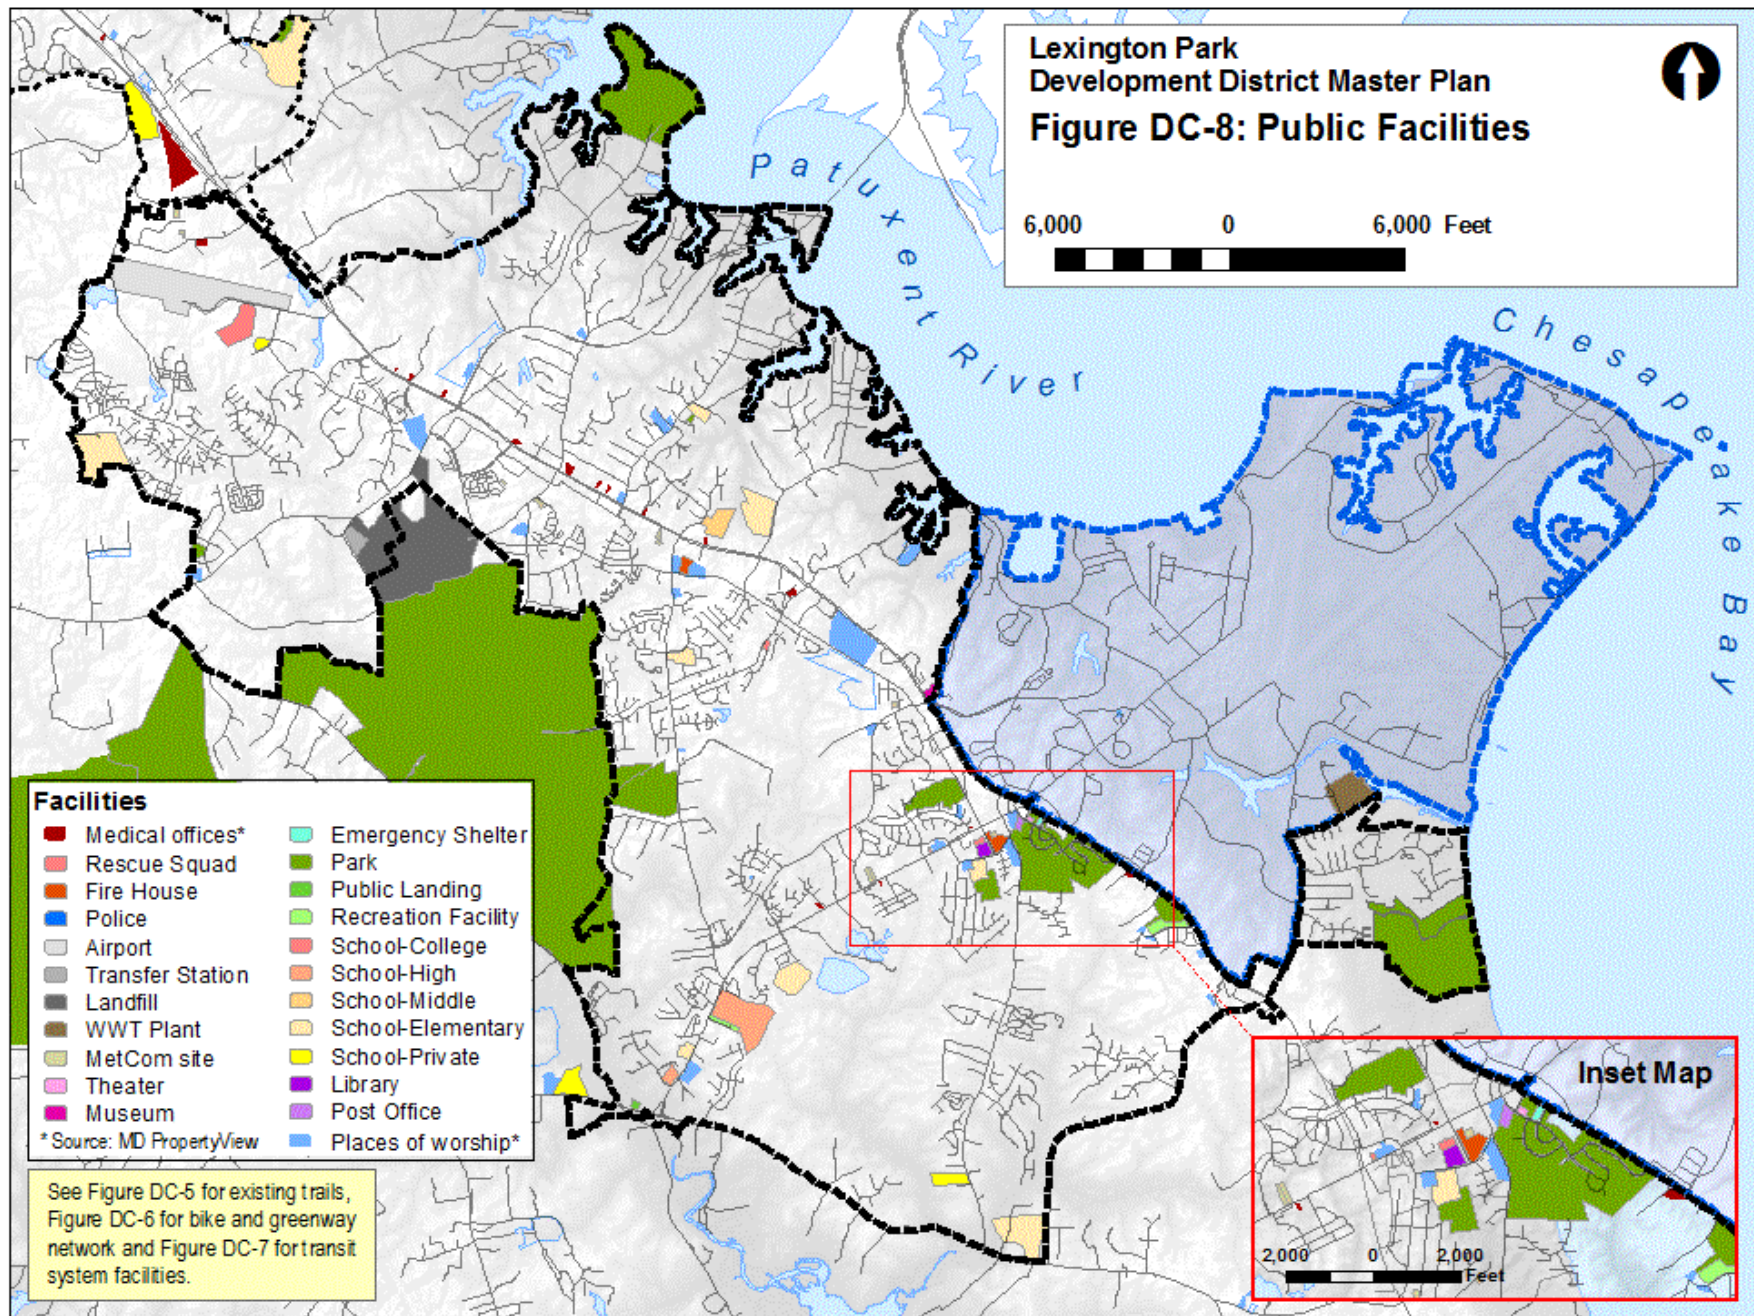 Lexington Park
Development District Master Plan
Figure DC-8: Public Facilities
6,000 0 6,000 Feet
Patuxent River
Chesapeake Bay
Facilities
Medical offices*
Rescue Squad
Fire House
Police
Airport
Transfer Station
Landfill
WWT Plant
MetCom site
Theater
Museum
* Source: MD PropertyView
Emergency Shelter
Park
Public Landing
Recreation Facility
School-College
School-High
School-Middle
School-Elementary
School-Private
Library
Post Office
Places of worship*
See Figure DC-5 for existing trails,
Figure DC-6 for bike and greenway
network and Figure DC-7 for transit
system facilities.
Inset Map
2,000 0 2,000
Feet